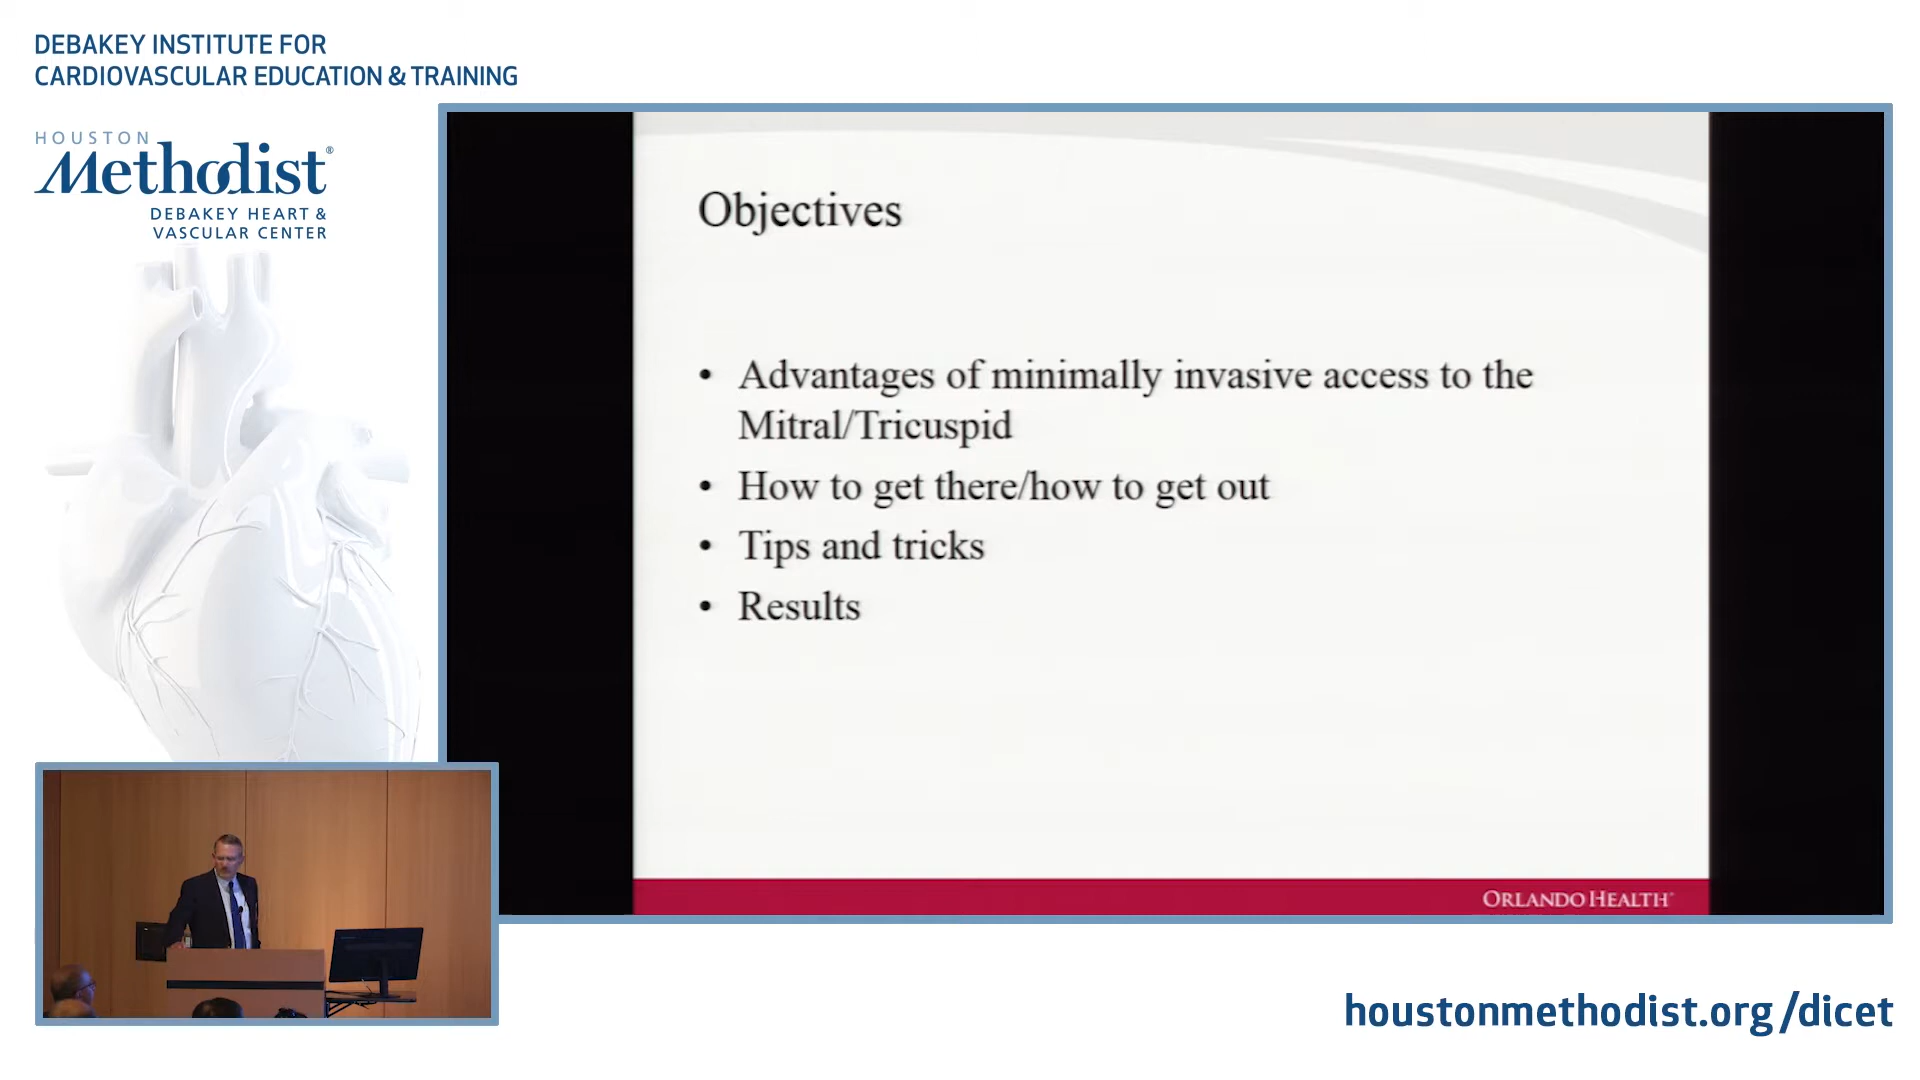 DEBAKEY INSTITUTE FOR
CARDIOVASCULAR EDUCATION & TRAINING
HOUSTON
Methodist®
DEBAKEY HEART &
VASCULAR CENTER
Objectives
• Advantages of minimally invasive access to the
Mitral/Tricuspid
• How to get there/how to get out
• Tips and tricks
• Results
ORLANDO HEALTH
houstonmethodist.org/dicet